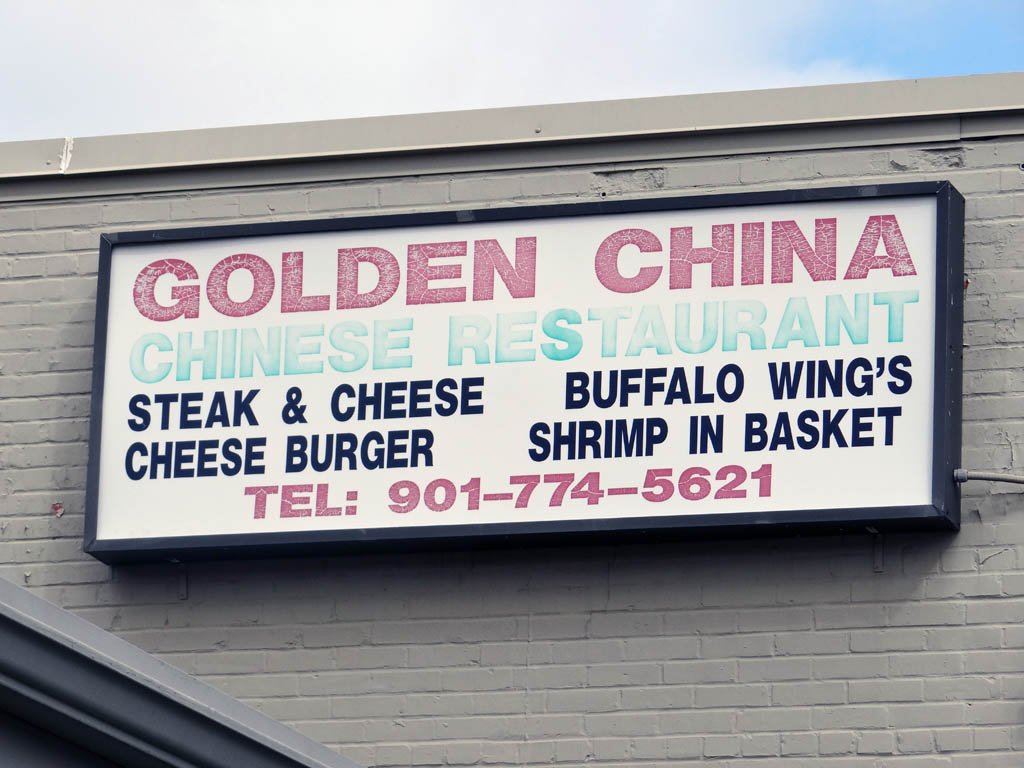 GOLDEN CHINA
CHINESE RESTAURANT
STEAK & CHEESE BUFFALO WING'S
CHEESE BURGER SHRIMP IN BASKET
TEL: 901-774-5621